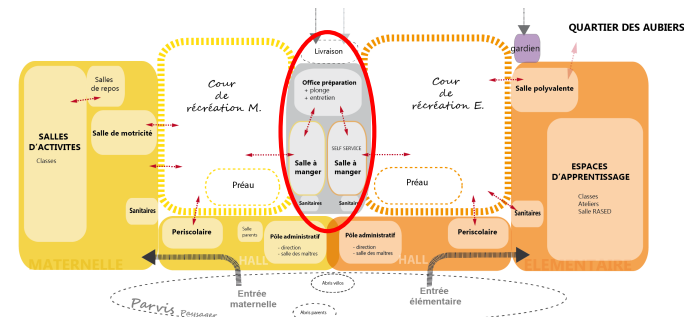 QUARTIER DES AUBIERS
Livraison
gardien
Salles
de repos
Cour
de
récréation M.
Office préparation
+ plonge
+ entretien
Cour
de
récréation E.
Salle polyvalente
SALLES
D'ACTIVITES
Classes
Salle de motricité
Salle à
manger
SELF SERVICE
Salle à
manger
ESPACES
D'APPRENTISSAGE
Classes
Ateliers
Salle RASED
Préau
Préau
Sanitaires
Sanitaires
Sanitaires
Sanitaires
Periscolaire
Salle
parents
Pôle administratif
- direction
- salle des maîtres
Pôle administratif
- direction
- salle des maîtres
Periscolaire
MATERNELLE
HALL
HALL
ÉLÉMENTAIRE
Entrée
maternelle
Abris vélos
Entrée
élémentaire
Parvis Paysager
Abris parents